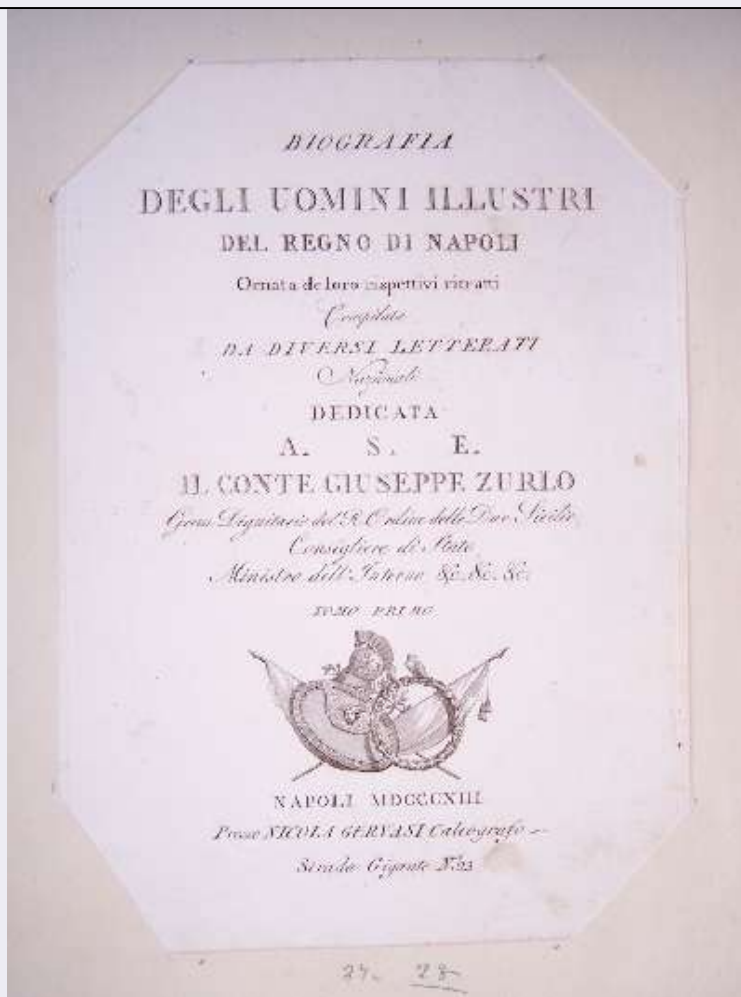 BIOGRAFIA
DEGLI UOMINI ILLUSTRI
DEL REGNO DI NAPOLI
Ornata de loro rispettivi ritratti
Compilata
DA DIVERSI LETTERATI
Nazionali
DEDICATA
A. S. E.
IL CONTE GIUSEPPE ZURLO
Gran Dignitario del R. Ordine delle Due Sicilie
Consigliere di Stato
Ministro dell'Interno &c. &c. &c.
TOMO PRIMO
NAPOLI MDCCCXIII
Presso NICOLA GERVASI Calcografo
Strada Gigante N.º 23